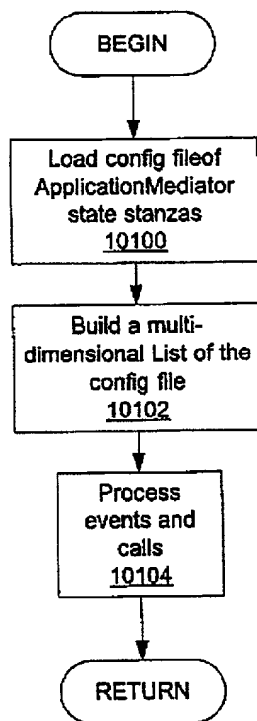 BEGIN
Load config fileof
ApplicationMediator
state stanzas
10100
Build a multi-
dimensional List of the
config file
10102
Process
events and
calls
10104
RETURN